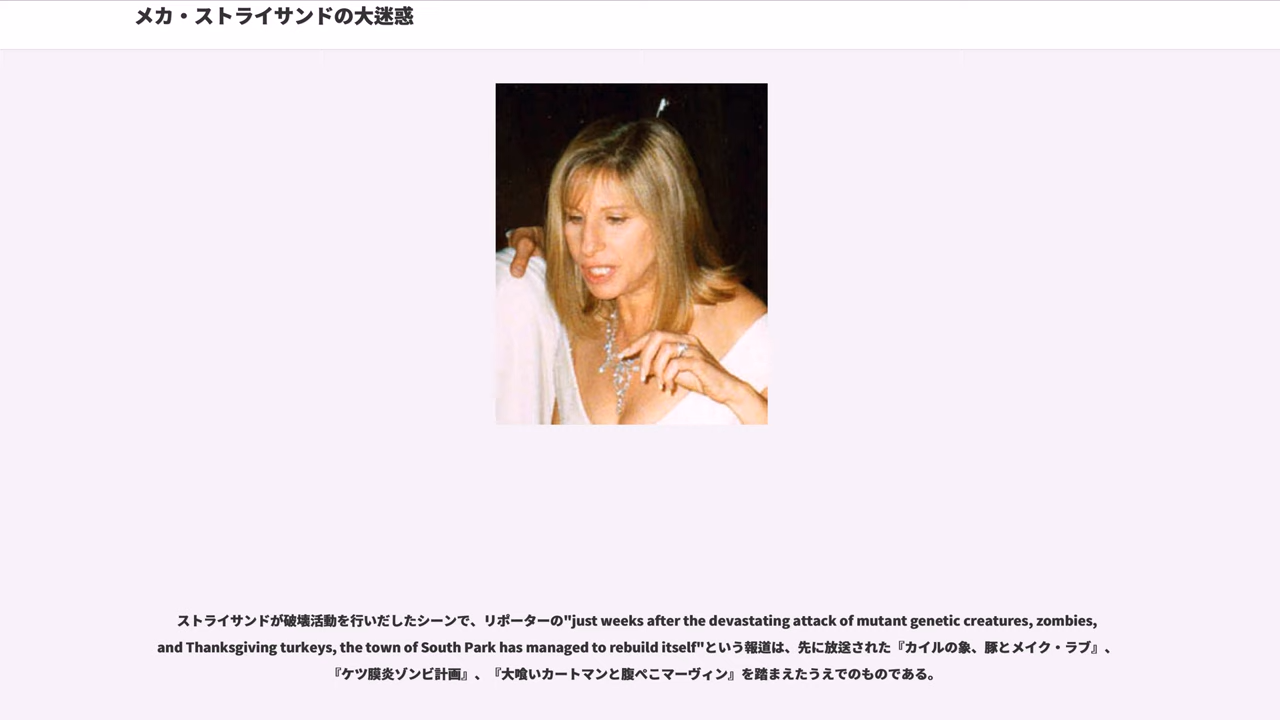 メカ・ストライサンドの大迷惑
ストライサンドが破壊活動を行いだしたシーンで、リポーターの"just weeks after the devastating attack of mutant genetic creatures, zombies,
and Thanksgiving turkeys, the town of South Park has managed to rebuild itself"という報道は、先に放送された『カイルの象、豚とメイク・ラブ』、
『ケツ膜炎ゾンビ計画』、『大喰いカートマンと腹ぺこマーヴィン』を踏まえたうえでのものである。